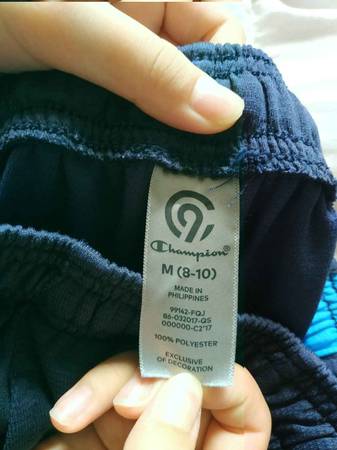 C9
Champion®
M (8-10)
MADE IN
PHILIPPINES
99142-FQJ
86-032017-QS
000000-C2'17
100% POLYESTER
EXCLUSIVE
OF DECORATION